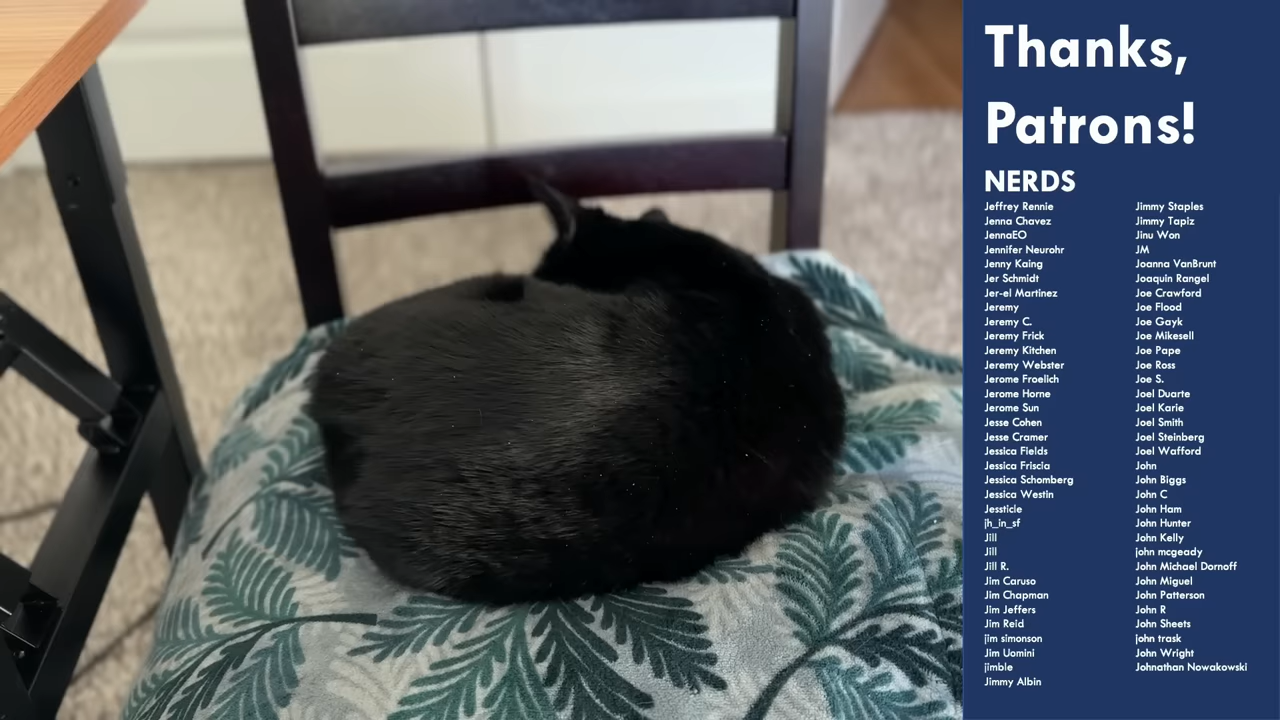 Thanks,
Patrons!
NERDS
Jeffrey Rennie
Jenna Chavez
JennaEO
Jennifer Neurohr
Jenny Kaing
Jer Schmidt
Jer-el Martinez
Jeremy
Jeremy C.
Jeremy Frick
Jeremy Kitchen
Jeremy Webster
Jerome Froelich
Jerome Horne
Jerome Sun
Jesse Cohen
Jesse Cramer
Jessica Fields
Jessica Friscia
Jessica Schomberg
Jessica Westin
Jessticle
jh_in_sf
Jill
Jill
Jill R.
Jim Caruso
Jim Chapman
Jim Jeffers
Jim Reid
jim simonson
Jim Uomini
jimble
Jimmy Albin
Jimmy Staples
Jimmy Tapiz
Jinu Won
JM
Joanna VanBrunt
Joaquin Rangel
Joe Crawford
Joe Flood
Joe Gayk
Joe Mikesell
Joe Pape
Joe Ross
Joe S.
Joel Duarte
Joel Karie
Joel Smith
Joel Steinberg
Joel Wafford
John
John Biggs
John C
John Ham
John Hunter
John Kelly
john mcgeady
John Michael Dornoff
John Miguel
John Patterson
John R
John Sheets
john trask
John Wright
Johnathan Nowakowski